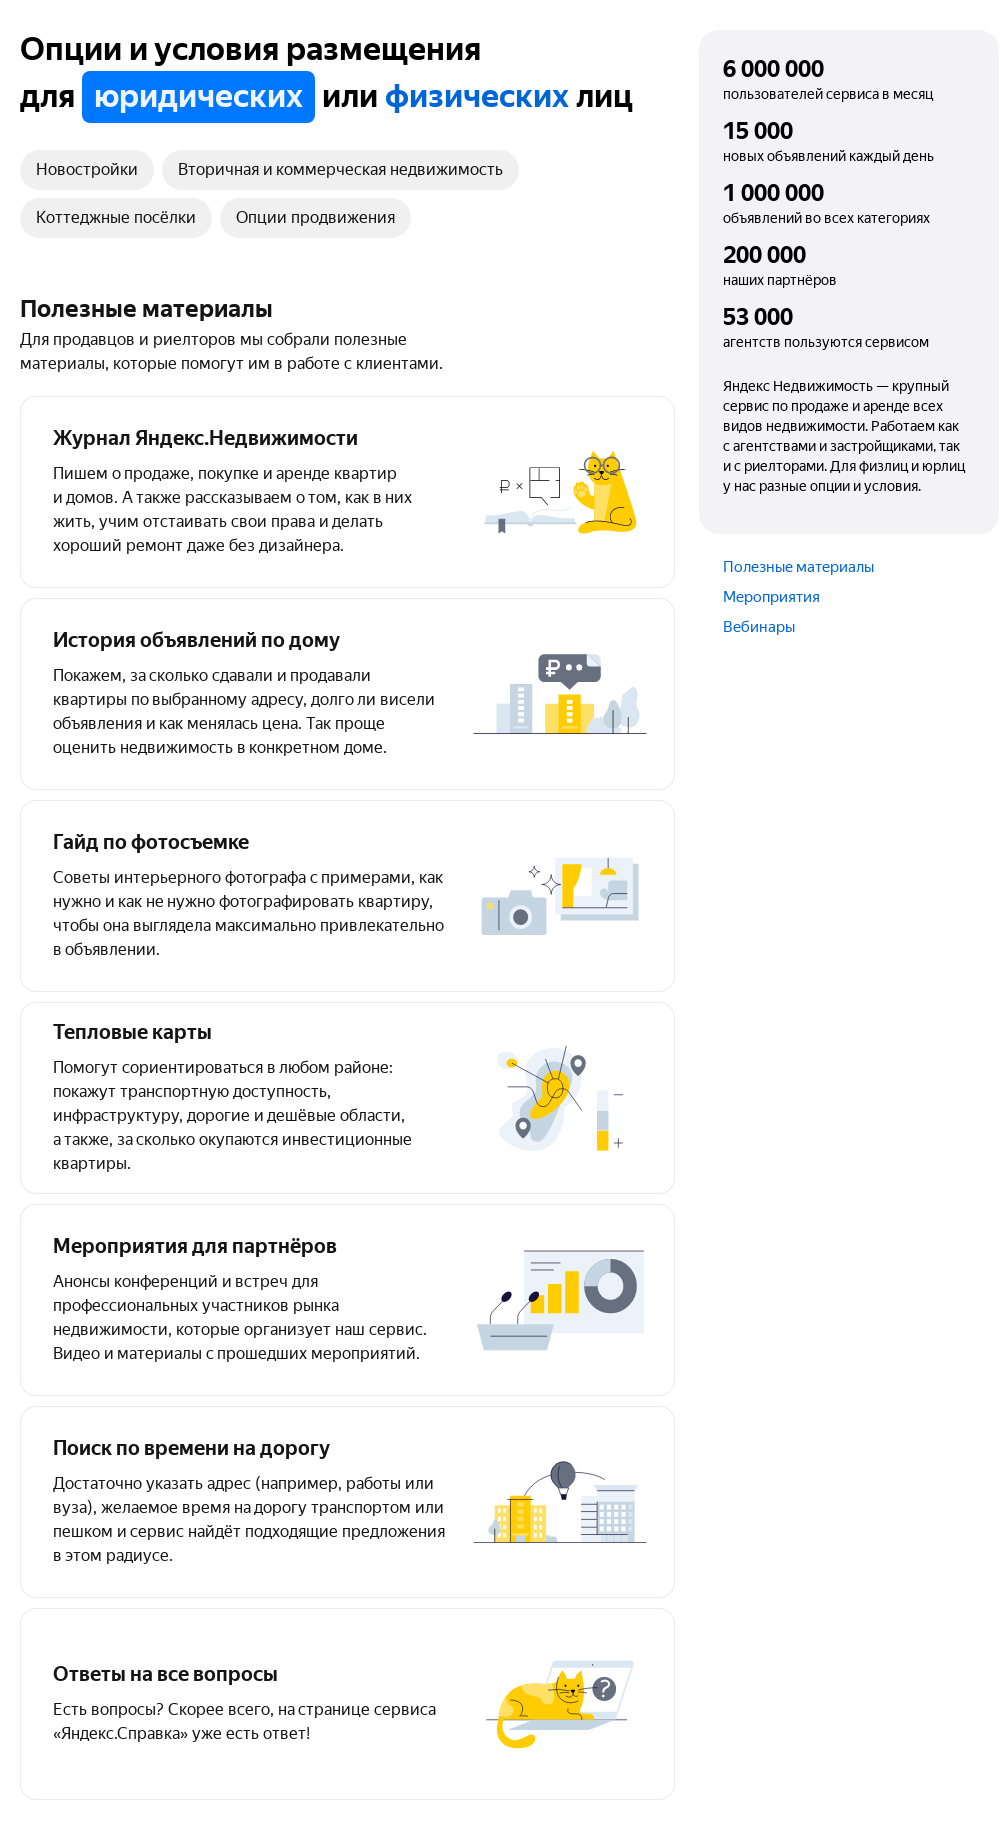 Опции и условия размещения
для юридических или физических лиц
Новостройки
Вторичная и коммерческая недвижимость
Коттеджные посёлки
Опции продвижения
Полезные материалы
Для продавцов и риелторов мы собрали полезные
материалы, которые помогут им в работе с клиентами.
Журнал Яндекс.Недвижимости
Пишем о продаже, покупке и аренде квартир
и домов. А также рассказываем о том, как в них
жить, учим отстаивать свои права и делать
хороший ремонт даже без дизайнера.
₽ ×
История объявлений по дому
Покажем, за сколько сдавали и продавали
квартиры по выбранному адресу, долго ли висели
объявления и как менялась цена. Так проще
оценить недвижимость в конкретном доме.
₽
Гайд по фотосъемке
Советы интерьерного фотографа с примерами, как
нужно и как не нужно фотографировать квартиру,
чтобы она выглядела максимально привлекательно
в объявлении.
Тепловые карты
Помогут сориентироваться в любом районе:
покажут транспортную доступность,
инфраструктуру, дорогие и дешёвые области,
а также, за сколько окупаются инвестиционные
квартиры.
−
+
Мероприятия для партнёров
Анонсы конференций и встреч для
профессиональных участников рынка
недвижимости, которые организует наш сервис.
Видео и материалы с прошедших мероприятий.
Поиск по времени на дорогу
Достаточно указать адрес (например, работы или
вуза), желаемое время на дорогу транспортом или
пешком и сервис найдёт подходящие предложения
в этом радиусе.
Ответы на все вопросы
Есть вопросы? Скорее всего, на странице сервиса
«Яндекс.Справка» уже есть ответ!
?
6 000 000
пользователей сервиса в месяц
15 000
новых объявлений каждый день
1 000 000
объявлений во всех категориях
200 000
наших партнёров
53 000
агентств пользуются сервисом
Яндекс Недвижимость — крупный
сервис по продаже и аренде всех
видов недвижимости. Работаем как
с агентствами и застройщиками, так
и с риелторами. Для физлиц и юрлиц
у нас разные опции и условия.
Полезные материалы
Мероприятия
Вебинары